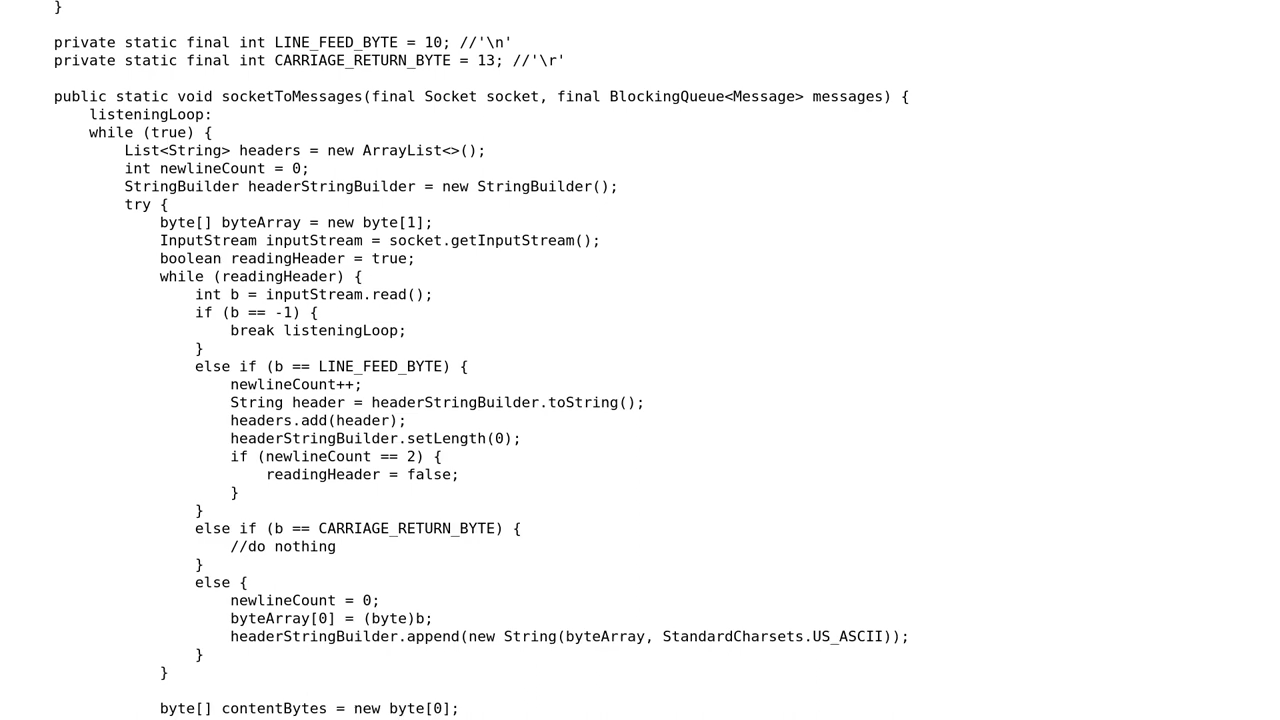 }
private static final int LINE_FEED_BYTE = 10; //'\n'
private static final int CARRIAGE_RETURN_BYTE = 13; //'\r'
public static void socketToMessages(final Socket socket, final BlockingQueue<Message> messages) {
listeningLoop:
while (true) {
List<String> headers = new ArrayList<>();
int newlineCount = 0;
StringBuilder headerStringBuilder = new StringBuilder();
try {
byte[] byteArray = new byte[1];
InputStream inputStream = socket.getInputStream();
boolean readingHeader = true;
while (readingHeader) {
int b = inputStream.read();
if (b == -1) {
break listeningLoop;
}
else if (b == LINE_FEED_BYTE) {
newlineCount++;
String header = headerStringBuilder.toString();
headers.add(header);
headerStringBuilder.setLength(0);
if (newlineCount == 2) {
readingHeader = false;
}
}
else if (b == CARRIAGE_RETURN_BYTE) {
//do nothing
}
else {
newlineCount = 0;
byteArray[0] = (byte)b;
headerStringBuilder.append(new String(byteArray, StandardCharsets.US_ASCII));
}
}
byte[] contentBytes = new byte[0];